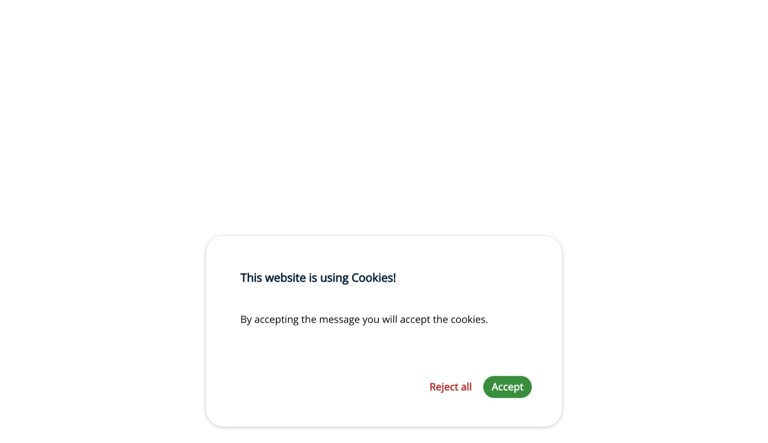 This website is using Cookies!
By accepting the message you will accept the cookies.
Reject all
Accept